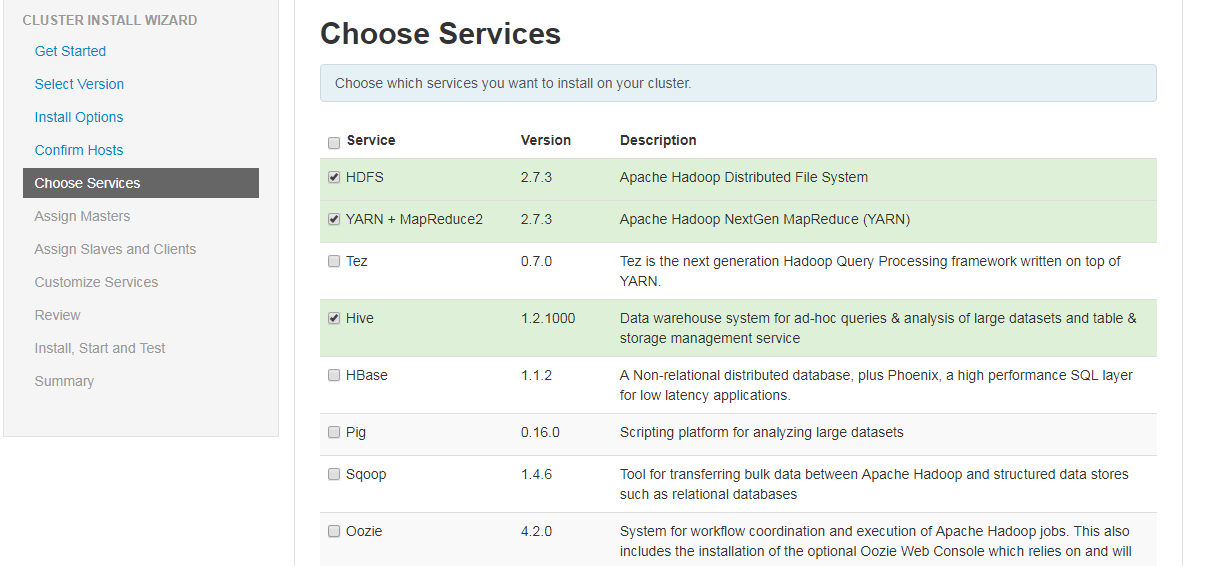 CLUSTER INSTALL WIZARD
Get Started
Select Version
Install Options
Confirm Hosts
Choose Services
Assign Masters
Assign Slaves and Clients
Customize Services
Review
Install, Start and Test
Summary
Choose Services
Choose which services you want to install on your cluster.
Service Version Description
HDFS 2.7.3 Apache Hadoop Distributed File System
YARN + MapReduce2 2.7.3 Apache Hadoop NextGen MapReduce (YARN)
Tez 0.7.0 Tez is the next generation Hadoop Query Processing framework written on top of
YARN.
Hive 1.2.1000 Data warehouse system for ad-hoc queries & analysis of large datasets and table &
storage management service
HBase 1.1.2 A Non-relational distributed database, plus Phoenix, a high performance SQL layer
for low latency applications.
Pig 0.16.0 Scripting platform for analyzing large datasets
Sqoop 1.4.6 Tool for transferring bulk data between Apache Hadoop and structured data stores
such as relational databases
Oozie 4.2.0 System for workflow coordination and execution of Apache Hadoop jobs. This also
includes the installation of the optional Oozie Web Console which relies on and will